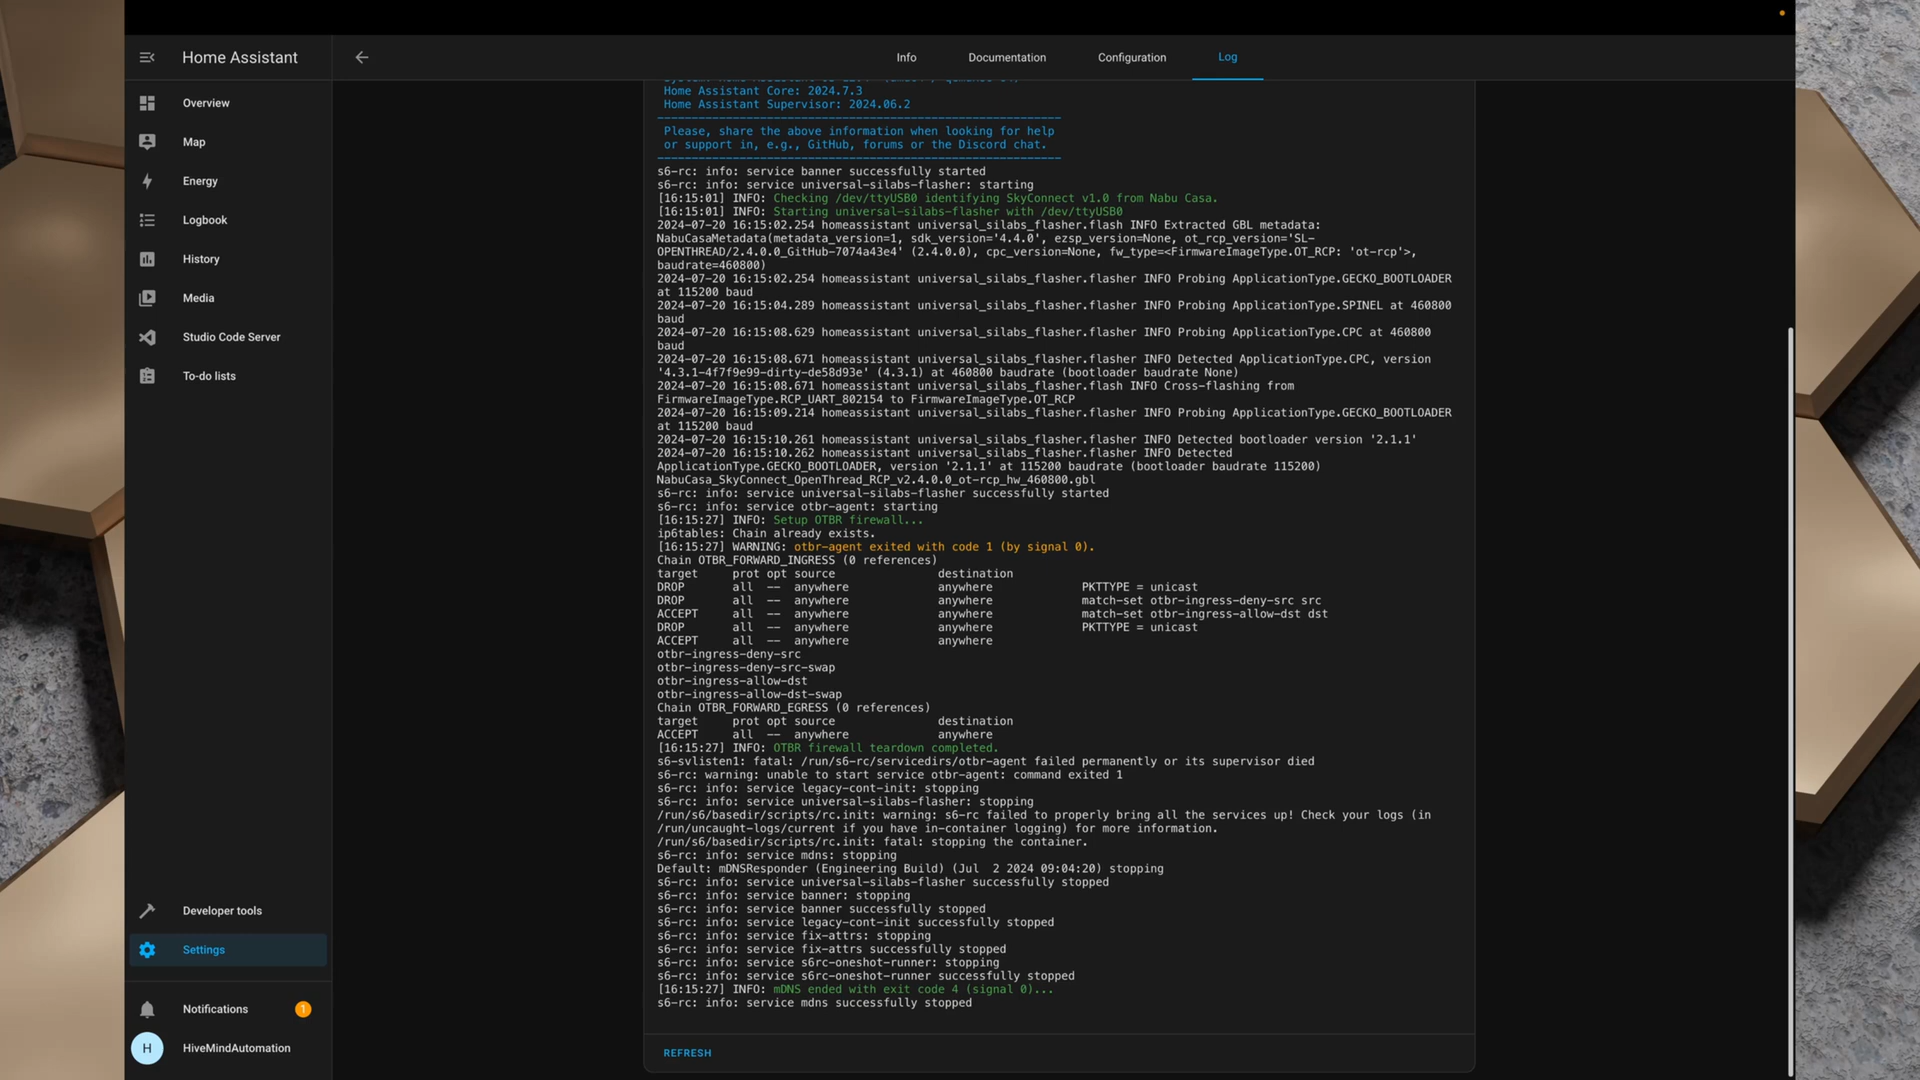 Home Assistant
Info
Documentation
Configuration
Log
Overview
Map
Energy
Logbook
History
Media
Studio Code Server
To-do lists
Developer tools
Settings
Notifications
1
H
HiveMindAutomation
Home Assistant Core: 2024.7.3
Home Assistant Supervisor: 2024.06.2
-----------------------------------------------------------
Please, share the above information when looking for help
or support in, e.g., GitHub, forums or the Discord chat.
-----------------------------------------------------------
s6-rc: info: service banner successfully started
s6-rc: info: service universal-silabs-flasher: starting
[16:15:01] INFO: Checking /dev/ttyUSB0 identifying SkyConnect v1.0 from Nabu Casa.
[16:15:01] INFO: Starting universal-silabs-flasher with /dev/ttyUSB0
2024-07-20 16:15:02.254 homeassistant universal_silabs_flasher.flash INFO Extracted GBL metadata:
NabuCasaMetadata(metadata_version=1, sdk_version='4.4.0', ezsp_version=None, ot_rcp_version='SL-
OPENTHREAD/2.4.0.0_GitHub-7074a43e4' (2.4.0.0), cpc_version=None, fw_type=<FirmwareImageType.OT_RCP: 'ot-rcp'>,
baudrate=460800)
2024-07-20 16:15:02.254 homeassistant universal_silabs_flasher.flasher INFO Probing ApplicationType.GECKO_BOOTLOADER
at 115200 baud
2024-07-20 16:15:04.289 homeassistant universal_silabs_flasher.flasher INFO Probing ApplicationType.SPINEL at 460800
baud
2024-07-20 16:15:08.629 homeassistant universal_silabs_flasher.flasher INFO Probing ApplicationType.CPC at 460800
baud
2024-07-20 16:15:08.671 homeassistant universal_silabs_flasher.flasher INFO Detected ApplicationType.CPC, version
'4.3.1-4f7f9e99-dirty-de58d93e' (4.3.1) at 460800 baudrate (bootloader baudrate None)
2024-07-20 16:15:08.671 homeassistant universal_silabs_flasher.flash INFO Cross-flashing from
FirmwareImageType.RCP_UART_802154 to FirmwareImageType.OT_RCP
2024-07-20 16:15:09.214 homeassistant universal_silabs_flasher.flasher INFO Probing ApplicationType.GECKO_BOOTLOADER
at 115200 baud
2024-07-20 16:15:10.261 homeassistant universal_silabs_flasher.flasher INFO Detected bootloader version '2.1.1'
2024-07-20 16:15:10.262 homeassistant universal_silabs_flasher.flasher INFO Detected
ApplicationType.GECKO_BOOTLOADER, version '2.1.1' at 115200 baudrate (bootloader baudrate 115200)
NabuCasa_SkyConnect_OpenThread_RCP_v2.4.0.0_ot-rcp_hw_460800.gbl
s6-rc: info: service universal-silabs-flasher successfully started
s6-rc: info: service otbr-agent: starting
[16:15:27] INFO: Setup OTBR firewall...
ip6tables: Chain already exists.
[16:15:27] WARNING: otbr-agent exited with code 1 (by signal 0).
Chain OTBR_FORWARD_INGRESS (0 references)
target     prot opt source               destination
DROP       all  --  anywhere             anywhere             PKTTYPE = unicast
DROP       all  --  anywhere             anywhere             match-set otbr-ingress-deny-src src
ACCEPT     all  --  anywhere             anywhere             match-set otbr-ingress-allow-dst dst
DROP       all  --  anywhere             anywhere             PKTTYPE = unicast
ACCEPT     all  --  anywhere             anywhere
otbr-ingress-deny-src
otbr-ingress-deny-src-swap
otbr-ingress-allow-dst
otbr-ingress-allow-dst-swap
Chain OTBR_FORWARD_EGRESS (0 references)
target     prot opt source               destination
ACCEPT     all  --  anywhere             anywhere
[16:15:27] INFO: OTBR firewall teardown completed.
s6-svlisten1: fatal: /run/s6-rc/servicedirs/otbr-agent failed permanently or its supervisor died
s6-rc: warning: unable to start service otbr-agent: command exited 1
s6-rc: info: service legacy-cont-init: stopping
s6-rc: info: service universal-silabs-flasher: stopping
/run/s6/basedir/scripts/rc.init: warning: s6-rc failed to properly bring all the services up! Check your logs (in
/run/uncaught-logs/current if you have in-container logging) for more information.
/run/s6/basedir/scripts/rc.init: fatal: stopping the container.
s6-rc: info: service mdns: stopping
Default: mDNSResponder (Engineering Build) (Jul  2 2024 09:04:20) stopping
s6-rc: info: service universal-silabs-flasher successfully stopped
s6-rc: info: service banner: stopping
s6-rc: info: service banner successfully stopped
s6-rc: info: service legacy-cont-init successfully stopped
s6-rc: info: service fix-attrs: stopping
s6-rc: info: service fix-attrs successfully stopped
s6-rc: info: service s6rc-oneshot-runner: stopping
s6-rc: info: service s6rc-oneshot-runner successfully stopped
[16:15:27] INFO: mDNS ended with exit code 4 (signal 0)...
s6-rc: info: service mdns successfully stopped
REFRESH